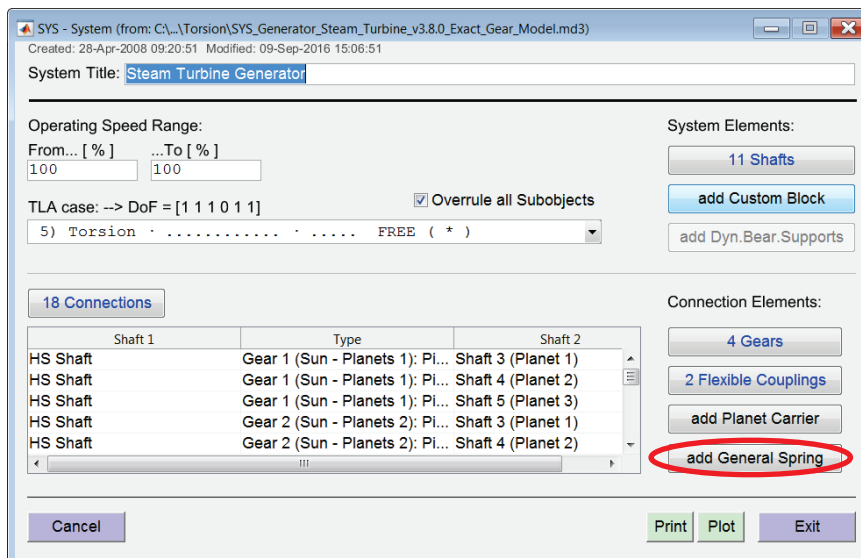 SYS - System (from: C:\...\Torsion\SYS_Generator_Steam_Turbine_v3.8.0_Exact_Gear_Model.md3)
Created: 28-Apr-2008 09:20:51 Modified: 09-Sep-2016 15:06:51
System Title: Steam Turbine Generator
Operating Speed Range:
System Elements:
From... [ % ] ...To [ % ]
100 100
11 Shafts
TLA case: --> DoF = [1 1 1 0 1 1]
Overrule all Subobjects
add Custom Block
5) Torsion · ............ · ..... FREE ( * )
add Dyn.Bear.Supports
18 Connections
Connection Elements:
Shaft 1 Type Shaft 2
HS Shaft Gear 1 (Sun - Planets 1): Pi... Shaft 3 (Planet 1)
HS Shaft Gear 1 (Sun - Planets 1): Pi... Shaft 4 (Planet 2)
HS Shaft Gear 1 (Sun - Planets 1): Pi... Shaft 5 (Planet 3)
HS Shaft Gear 2 (Sun - Planets 2): Pi... Shaft 3 (Planet 1)
HS Shaft Gear 2 (Sun - Planets 2): Pi... Shaft 4 (Planet 2)
4 Gears
2 Flexible Couplings
add Planet Carrier
add General Spring
Cancel
Print Plot Exit